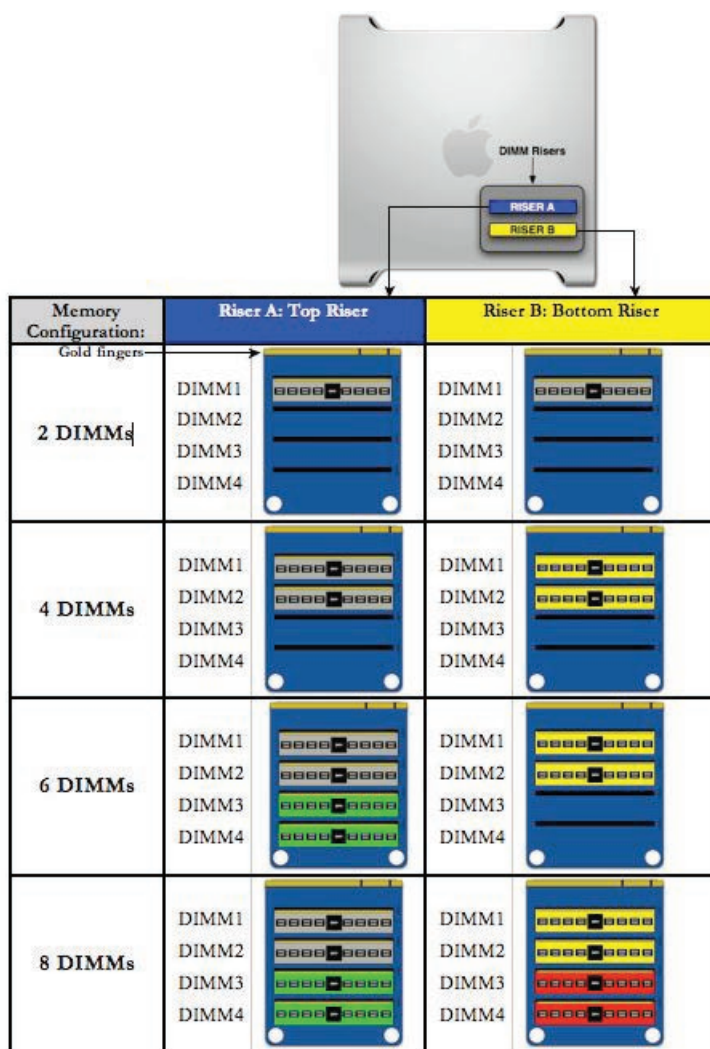 DIMM Risers
RISER A
RISER B
Memory Configuration:
Riser A: Top Riser
Riser B: Bottom Riser
Gold fingers
2 DIMMs
DIMM1
DIMM2
DIMM3
DIMM4
DIMM1
DIMM2
DIMM3
DIMM4
4 DIMMs
DIMM1
DIMM2
DIMM3
DIMM4
DIMM1
DIMM2
DIMM3
DIMM4
6 DIMMs
DIMM1
DIMM2
DIMM3
DIMM4
DIMM1
DIMM2
DIMM3
DIMM4
8 DIMMs
DIMM1
DIMM2
DIMM3
DIMM4
DIMM1
DIMM2
DIMM3
DIMM4